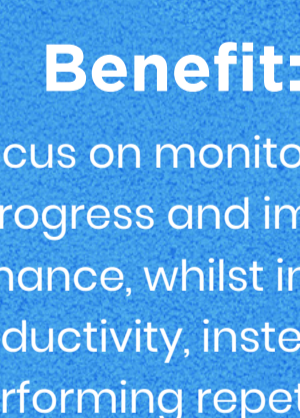 Benefit:
cus on monito
rogress and im
nance, whilst in
ductivity, inste
rforming repet